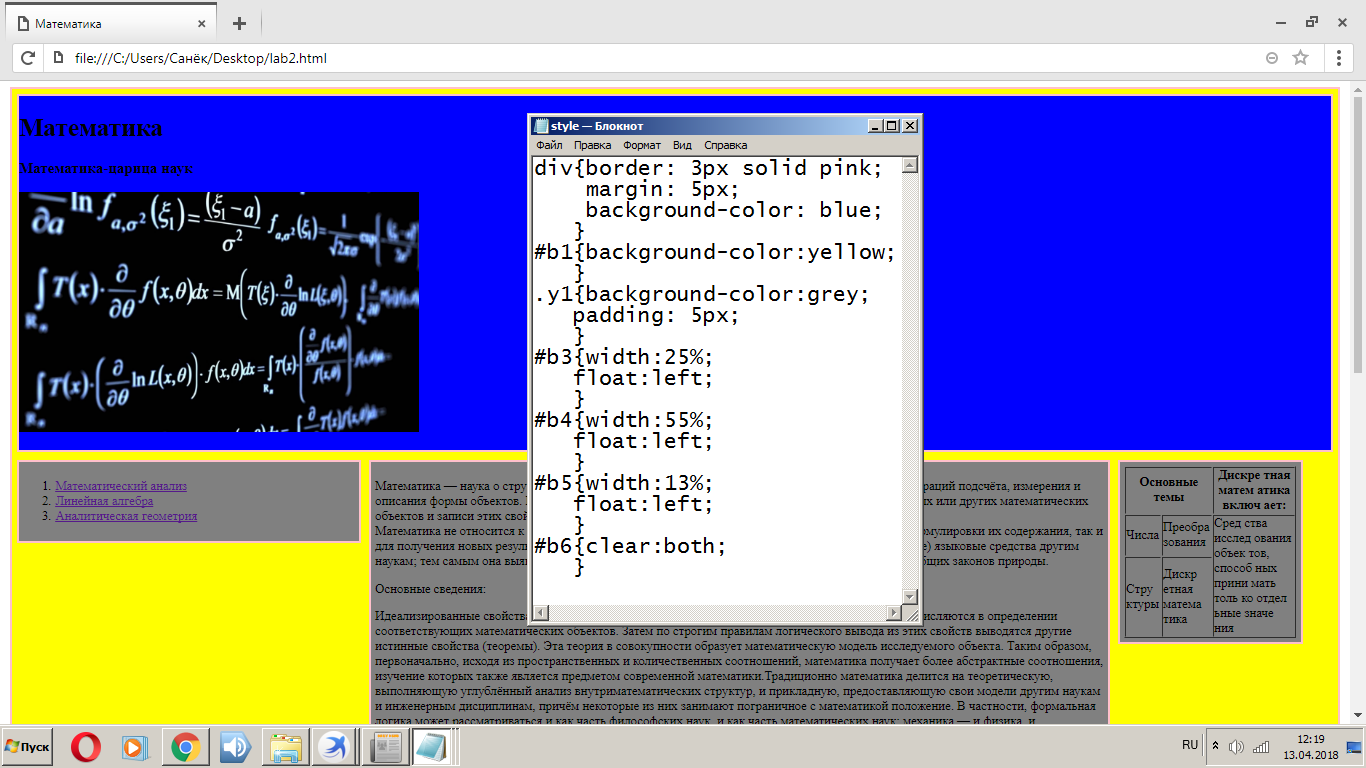 Математика
file:///C:/Users/Санёк/Desktop/lab2.html
Математика
Математика-царица наук
style — Блокнот
Файл Правка Формат Вид Справка
div{border: 3px solid pink;
margin: 5px;
background-color: blue;
}
#b1{background-color:yellow;
}
.y1{background-color:grey;
padding: 5px;
}
#b3{width:25%;
float:left;
}
#b4{width:55%;
float:left;
}
#b5{width:13%;
float:left;
}
#b6{clear:both;
}
1. Математический анализ
2. Линейная алгебра
3. Аналитическая геометрия
Математика — наука о стру раций подсчёта, измерения и
описания формы объектов. ых или других математических
объектов и записи этих свой
Математика не относится к мулировки их содержания, так и
для получения новых резул е) языковые средства другим
наукам; тем самым она выя бщих законов природы.
Основные сведения:
Идеализированные свойства исляются в определении
соответствующих математических объектов. Затем по строгим правилам логического вывода из этих свойств выводятся другие
истинные свойства (теоремы). Эта теория в совокупности образует математическую модель исследуемого объекта. Таким образом,
первоначально, исходя из пространственных и количественных соотношений, математика получает более абстрактные соотношения,
изучение которых также является предметом современной математики.Традиционно математика делится на теоретическую,
выполняющую углублённый анализ внутриматематических структур, и прикладную, предоставляющую свои модели другим наукам
и инженерным дисциплинам, причём некоторые из них занимают пограничное с математикой положение. В частности, формальная
логика может рассматриваться и как часть философских наук, и как часть математических наук; механика — и физика, и
Основные темы
Дискре тная матем атика включ ает:
Числа
Преобра зования
Сред ства исслед ования объек тов, способ ных прини мать толь ко отдел ьные значе ния
Стру ктуры
Дискр етная матема тика
Пуск
RU
12:19
13.04.2018